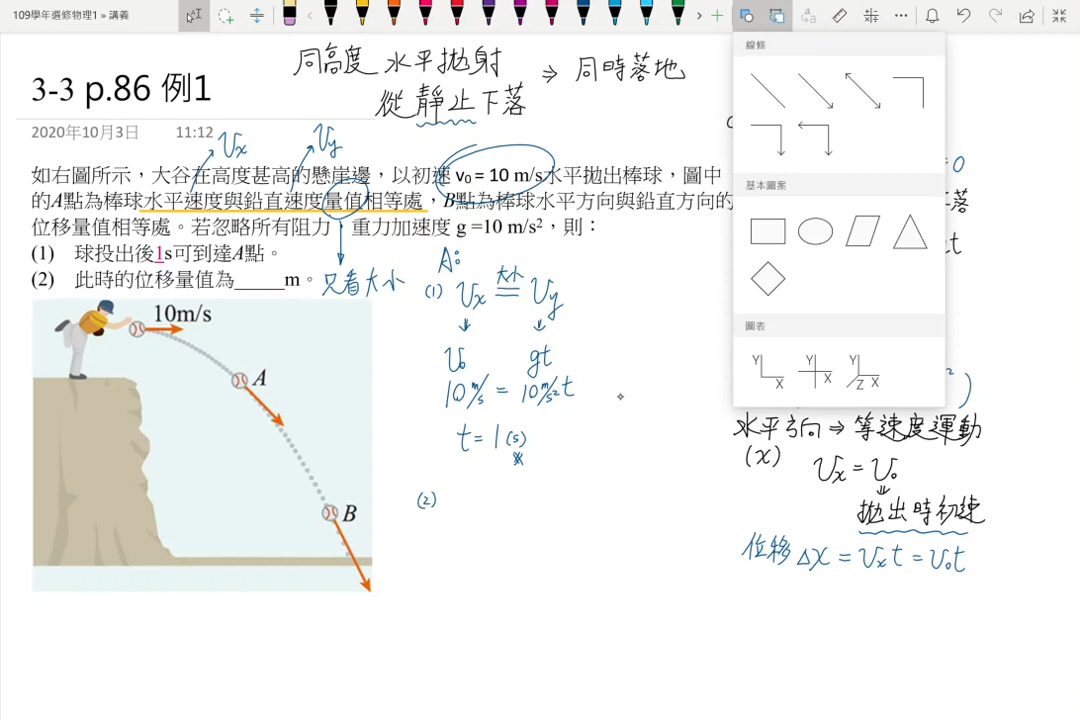 109學年選修物理1 » 講義
線條
基本圖案
圖表
Y X
Y X
Y Z X
同高度 水平拋射
從靜止下落
⇒ 同時落地
3-3 p.86 例1
2020年10月3日 11:12
Vx
Vy
如右圖所示，大谷在高度甚高的懸崖邊，以初速 v₀ = 10 m/s水平拋出棒球，圖中
的A點為棒球水平速度與鉛直速度量值相等處，B點為棒球水平方向與鉛直方向的
位移量值相等處。若忽略所有阻力，重力加速度 g =10 m/s²，則：
(1) 球投出後1s可到達A點。
(2) 此時的位移量值為_____m。
只看大小
A:
(1) Vx 大小= Vy
V₀ gt
10 m/s = 10 m/s² t
t = 1 (s)
(2)
10m/s
A
B
=0
落
t
²)
水平方向 ⇒ 等速度運動
(x) Vx = V₀
拋出時初速
位移 Δx = Vx t = V₀t